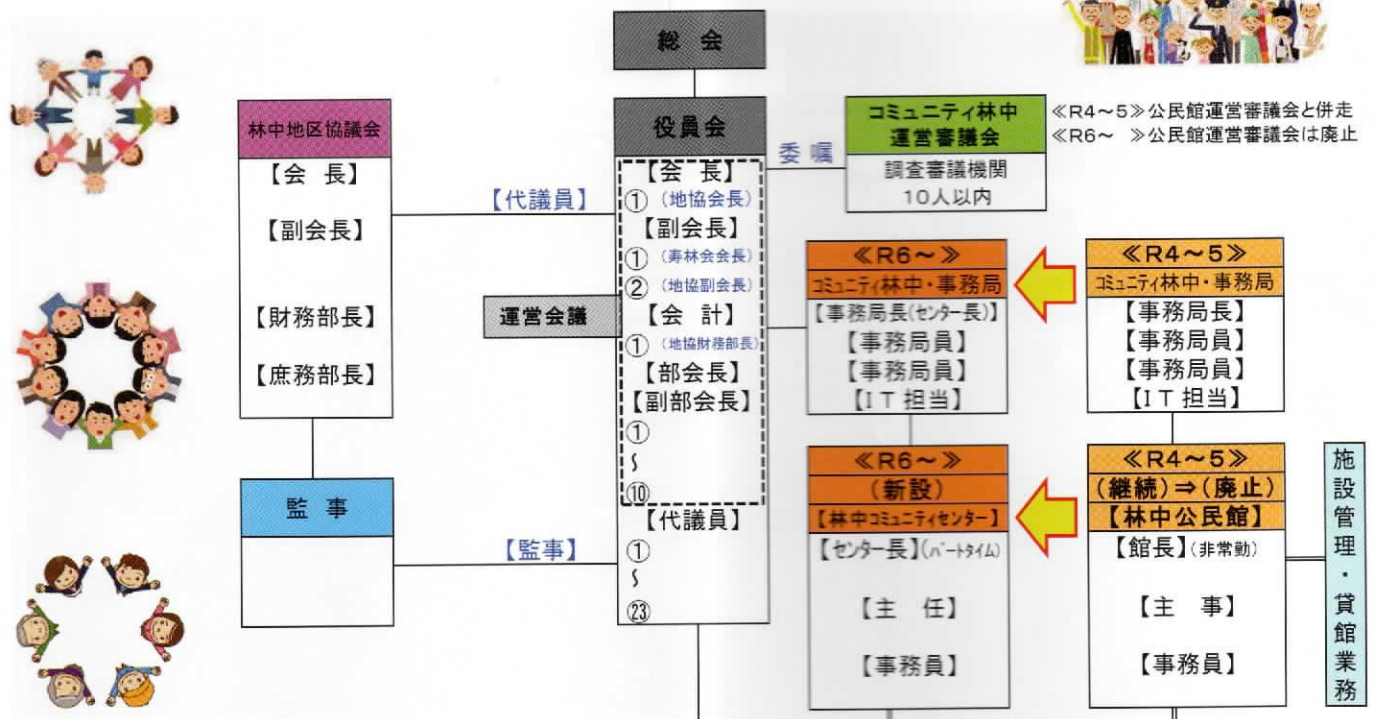 総会
林中地区協議会
【会 長】
【副会長】
【財務部長】
【庶務部長】
監 事
【代議員】
【監事】
運営会議
役員会
【会 長】
① (地協会長)
【副会長】
① (寿林会会長)
② (地協副会長)
【会 計】
① (地協財務部長)
【部会長】
【副部会長】
①
~
⑩
【代議員】
①
~
㉓
委嘱
コミュニティ林中
運営審議会
調査審議機関
10人以内
≪R4~5≫公民館運営審議会と併走
≪R6~ ≫公民館運営審議会は廃止
≪R6~≫
コミュニティ林中・事務局
【事務局長(センター長)】
【事務局員】
【事務局員】
【IT担当】
≪R4~5≫
コミュニティ林中・事務局
【事務局長】
【事務局員】
【事務局員】
【IT担当】
≪R6~≫
(新設)
【林中コミュニティセンター】
【センター長】(パートタイム)
【主 任】
【事務員】
≪R4~5≫
(継続)⇒(廃止)
【林中公民館】
【館長】(非常勤)
【主 事】
【事務員】
施設管理・貸館業務